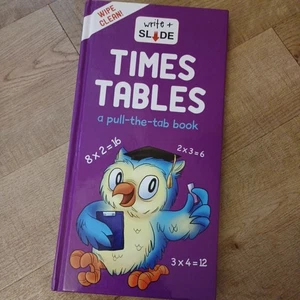 WIPE
CLEAN!
write +
SLIDE
TIMES
TABLES
a pull-the-tab book
8 x 2 = 16
2 x 3 = 6
3 x 4 = 12